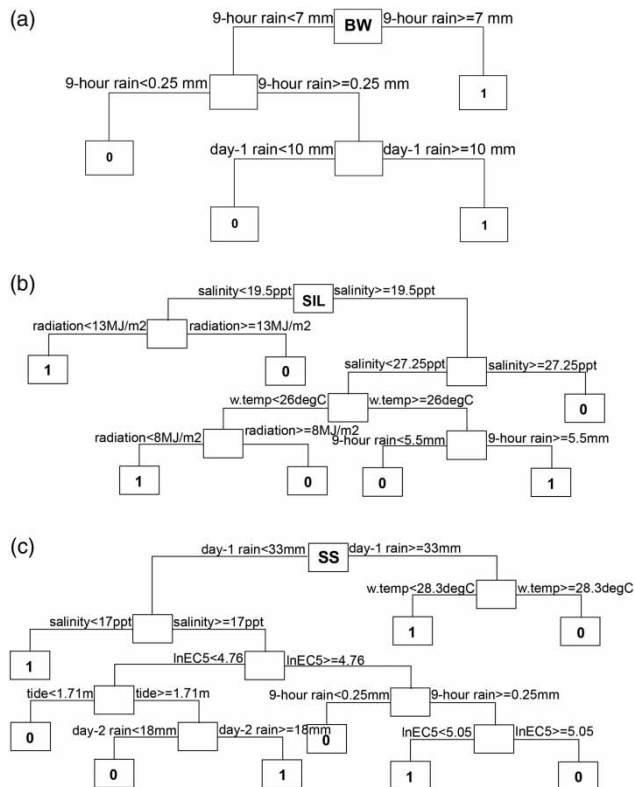 (a)
9-hour rain<7 mm BW 9-hour rain>=7 mm
9-hour rain<0.25 mm 9-hour rain>=0.25 mm 1
0 day-1 rain<10 mm day-1 rain>=10 mm
0 1
(b)
salinity<19.5ppt SIL salinity>=19.5ppt
radiation<13MJ/m2 radiation>=13MJ/m2
1 0 salinity<27.25ppt salinity>=27.25ppt
w.temp<26degC w.temp>=26degC 0
radiation<8MJ/m2 radiation>=8MJ/m2 9-hour rain<5.5mm 9-hour rain>=5.5mm
1 0 0 1
(c)
day-1 rain<33mm SS day-1 rain>=33mm
w.temp<28.3degC w.temp>=28.3degC
salinity<17ppt salinity>=17ppt 1 0
1 lnEC5<4.76 lnEC5>=4.76
tide<1.71m tide>=1.71m 9-hour rain<0.25mm 9-hour rain>=0.25mm
0 day-2 rain<18mm day-2 rain>=18mm 0 lnEC5<5.05 lnEC5>=5.05
0 1 1 0